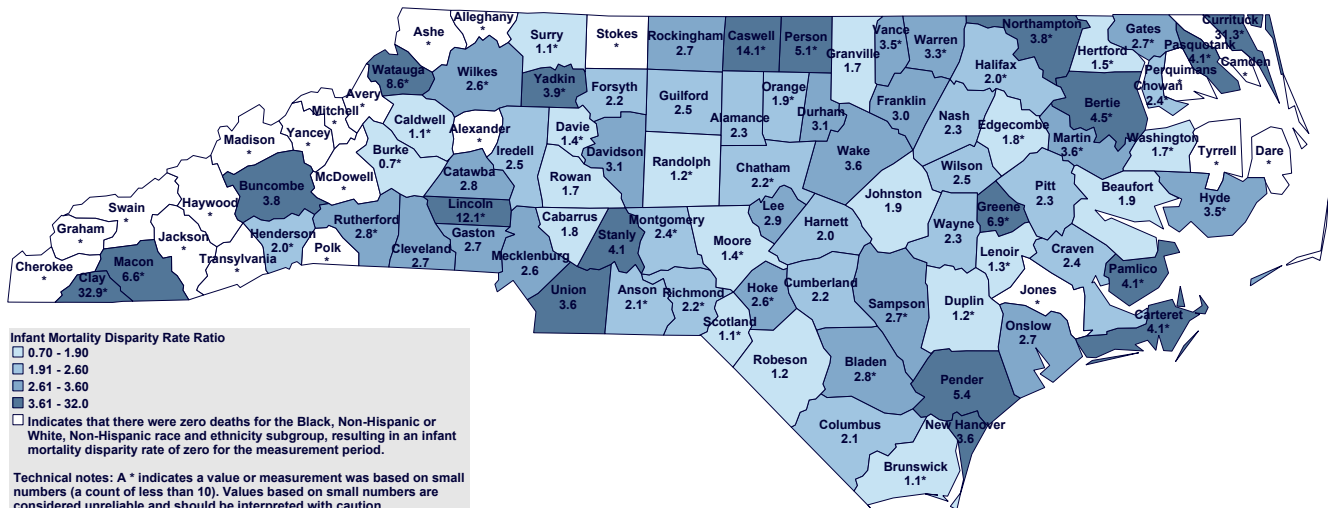 Alleghany
*
Ashe
*
Surry
1.1*
Stokes
*
Rockingham
2.7
Caswell
14.1*
Person
5.1*
Granville
1.7
Vance
3.5*
Warren
3.3*
Northampton
3.8*
Hertford
1.5*
Gates
2.7*
Currituck
31.3*
Pasquotank
4.1*
Camden
*
Perquimans
*
Chowan
2.4*
Halifax
2.0*
Bertie
4.5*
Watauga
8.6*
Wilkes
2.6*
Yadkin
3.9*
Forsyth
2.2
Guilford
2.5
Alamance
2.3
Orange
1.9*
Durham
3.1
Franklin
3.0
Nash
2.3
Edgecombe
1.8*
Martin
3.6*
Washington
1.7*
Tyrrell
*
Dare
*
Avery
*
Mitchell
*
Yancey
*
Madison
*
Caldwell
1.1*
Alexander
*
Davie
1.4*
Iredell
2.5
Davidson
3.1
Randolph
1.2*
Chatham
2.2*
Wake
3.6
Wilson
2.5
Pitt
2.3
Beaufort
1.9
Hyde
3.5*
Burke
0.7*
McDowell
*
Buncombe
3.8
Haywood
*
Swain
*
Graham
*
Cherokee
*
Clay
32.9*
Macon
6.6*
Jackson
*
Transylvania
*
Henderson
2.0*
Polk
*
Rutherford
2.8*
Cleveland
2.7
Catawba
2.8
Lincoln
12.1*
Gaston
2.7
Rowan
1.7
Cabarrus
1.8
Mecklenburg
2.6
Stanly
4.1
Montgomery
2.4*
Moore
1.4*
Lee
2.9
Harnett
2.0
Johnston
1.9
Wayne
2.3
Greene
6.9*
Lenoir
1.3*
Craven
2.4
Pamlico
4.1*
Jones
*
Carteret
4.1*
Onslow
2.7
Duplin
1.2*
Sampson
2.7*
Cumberland
2.2
Hoke
2.6*
Scotland
1.1*
Richmond
2.2*
Anson
2.1*
Union
3.6
Robeson
1.2
Bladen
2.8*
Pender
5.4
New Hanover
3.6
Columbus
2.1
Brunswick
1.1*
Infant Mortality Disparity Rate Ratio
0.70 - 1.90
1.91 - 2.60
2.61 - 3.60
3.61 - 32.0
Indicates that there were zero deaths for the Black, Non-Hispanic or
White, Non-Hispanic race and ethnicity subgroup, resulting in an infant
mortality disparity rate of zero for the measurement period.
Technical notes: A * indicates a value or measurement was based on small
numbers (a count of less than 10). Values based on small numbers are
considered unreliable and should be interpreted with caution